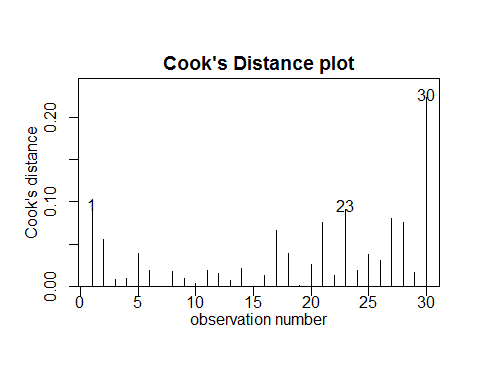 Cook's Distance plot
Cook's distance
0.00 0.10 0.20
1 23 30
0 5 10 15 20 25 30
observation number